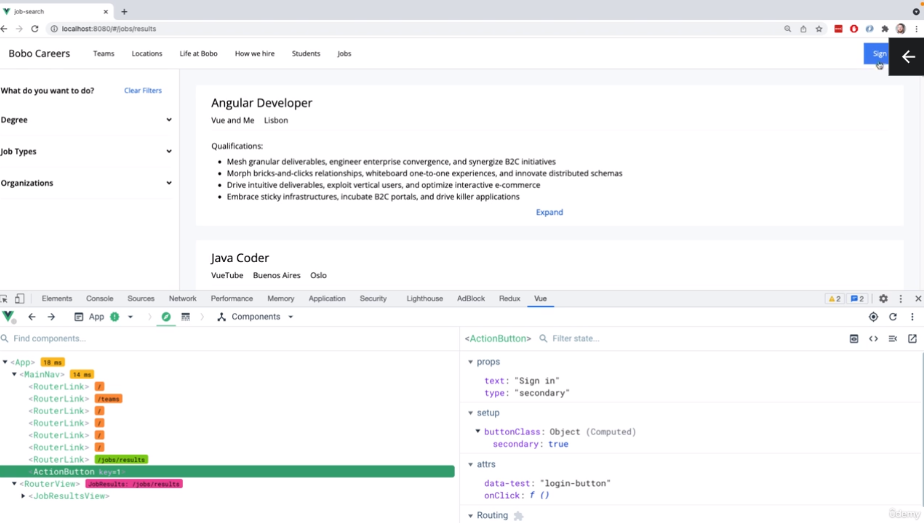 job-search
localhost:8080/#/jobs/results
Bobo Careers Teams Locations Life at Bobo How we hire Students Jobs Sign
What do you want to do? Clear Filters
Degree
Job Types
Organizations
Angular Developer
Vue and Me Lisbon
Qualifications:
Mesh granular deliverables, engineer enterprise convergence, and synergize B2C initiatives
Morph bricks-and-clicks relationships, whiteboard one-to-one experiences, and innovate distributed schemas
Drive intuitive deliverables, exploit vertical users, and optimize interactive e-commerce
Embrace sticky infrastructures, incubate B2C portals, and drive killer applications
Expand
Java Coder
VueTube Buenos Aires Oslo
Elements Console Sources Network Performance Memory Application Security Lighthouse AdBlock Redux Vue 2 2
App Components
Find components...
<ActionButton> Filter state...
<App> 18 ms
<MainNav> 14 ms
<RouterLink> /
<RouterLink> /teams
<RouterLink> /
<RouterLink> /
<RouterLink> /
<RouterLink> /
<RouterLink> /jobs/results
<ActionButton key=1>
<RouterView> JobResults: /jobs/results
<JobResultsView>
props
text: "Sign in"
type: "secondary"
setup
buttonClass: Object (Computed)
secondary: true
attrs
data-test: "login-button"
onClick: f ()
Routing
ûdemy